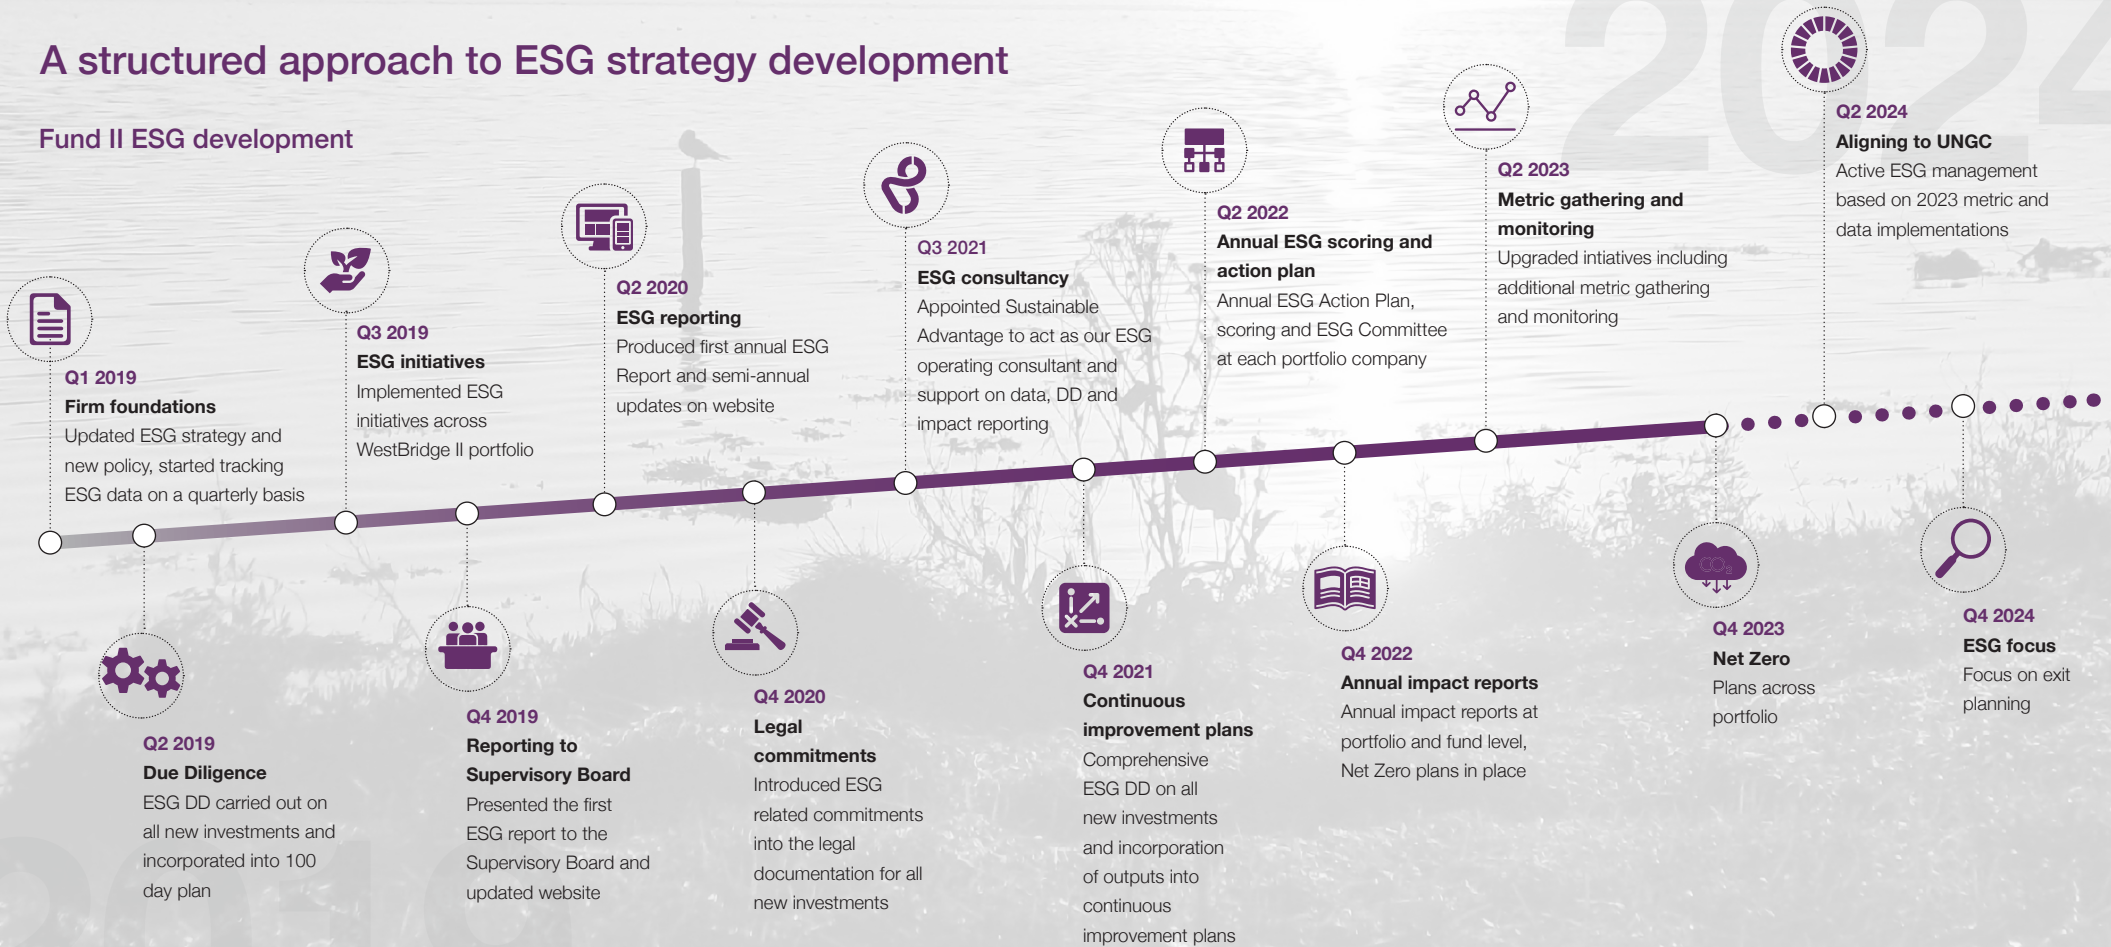 2024
A structured approach to ESG strategy development
Fund II ESG development
Q1 2019
Firm foundations
Updated ESG strategy and
new policy, started tracking
ESG data on a quarterly basis
Q2 2019
Due Diligence
ESG DD carried out on
all new investments and
incorporated into 100
day plan
Q3 2019
ESG initiatives
Implemented ESG
initiatives across
WestBridge II portfolio
Q4 2019
Reporting to
Supervisory Board
Presented the first
ESG report to the
Supervisory Board and
updated website
Q2 2020
ESG reporting
Produced first annual ESG
Report and semi-annual
updates on website
Q4 2020
Legal
commitments
Introduced ESG
related commitments
into the legal
documentation for all
new investments
Q3 2021
ESG consultancy
Appointed Sustainable
Advantage to act as our ESG
operating consultant and
support on data, DD and
impact reporting
Q4 2021
Continuous
improvement plans
Comprehensive
ESG DD on all
new investments
and incorporation
of outputs into
continuous
improvement plans
Q2 2022
Annual ESG scoring and
action plan
Annual ESG Action Plan,
scoring and ESG Committee
at each portfolio company
Q4 2022
Annual impact reports
Annual impact reports at
portfolio and fund level,
Net Zero plans in place
Q2 2023
Metric gathering and
monitoring
Upgraded intiatives including
additional metric gathering
and monitoring
CO2
Q4 2023
Net Zero
Plans across
portfolio
Q2 2024
Aligning to UNGC
Active ESG management
based on 2023 metric and
data implementations
Q4 2024
ESG focus
Focus on exit
planning
2019